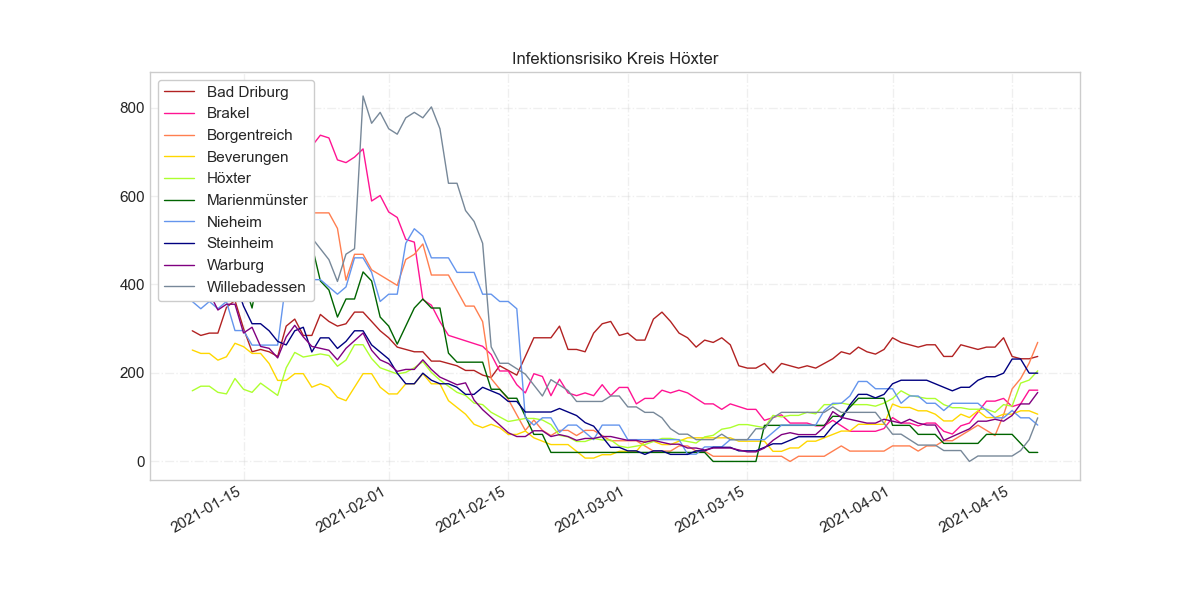 Infektionsrisiko Kreis Höxter
800
600
400
200
0
Bad Driburg
Brakel
Borgentreich
Beverungen
Höxter
Marienmünster
Nieheim
Steinheim
Warburg
Willebadessen
2021-01-15
2021-02-01
2021-02-15
2021-03-01
2021-03-15
2021-04-01
2021-04-15